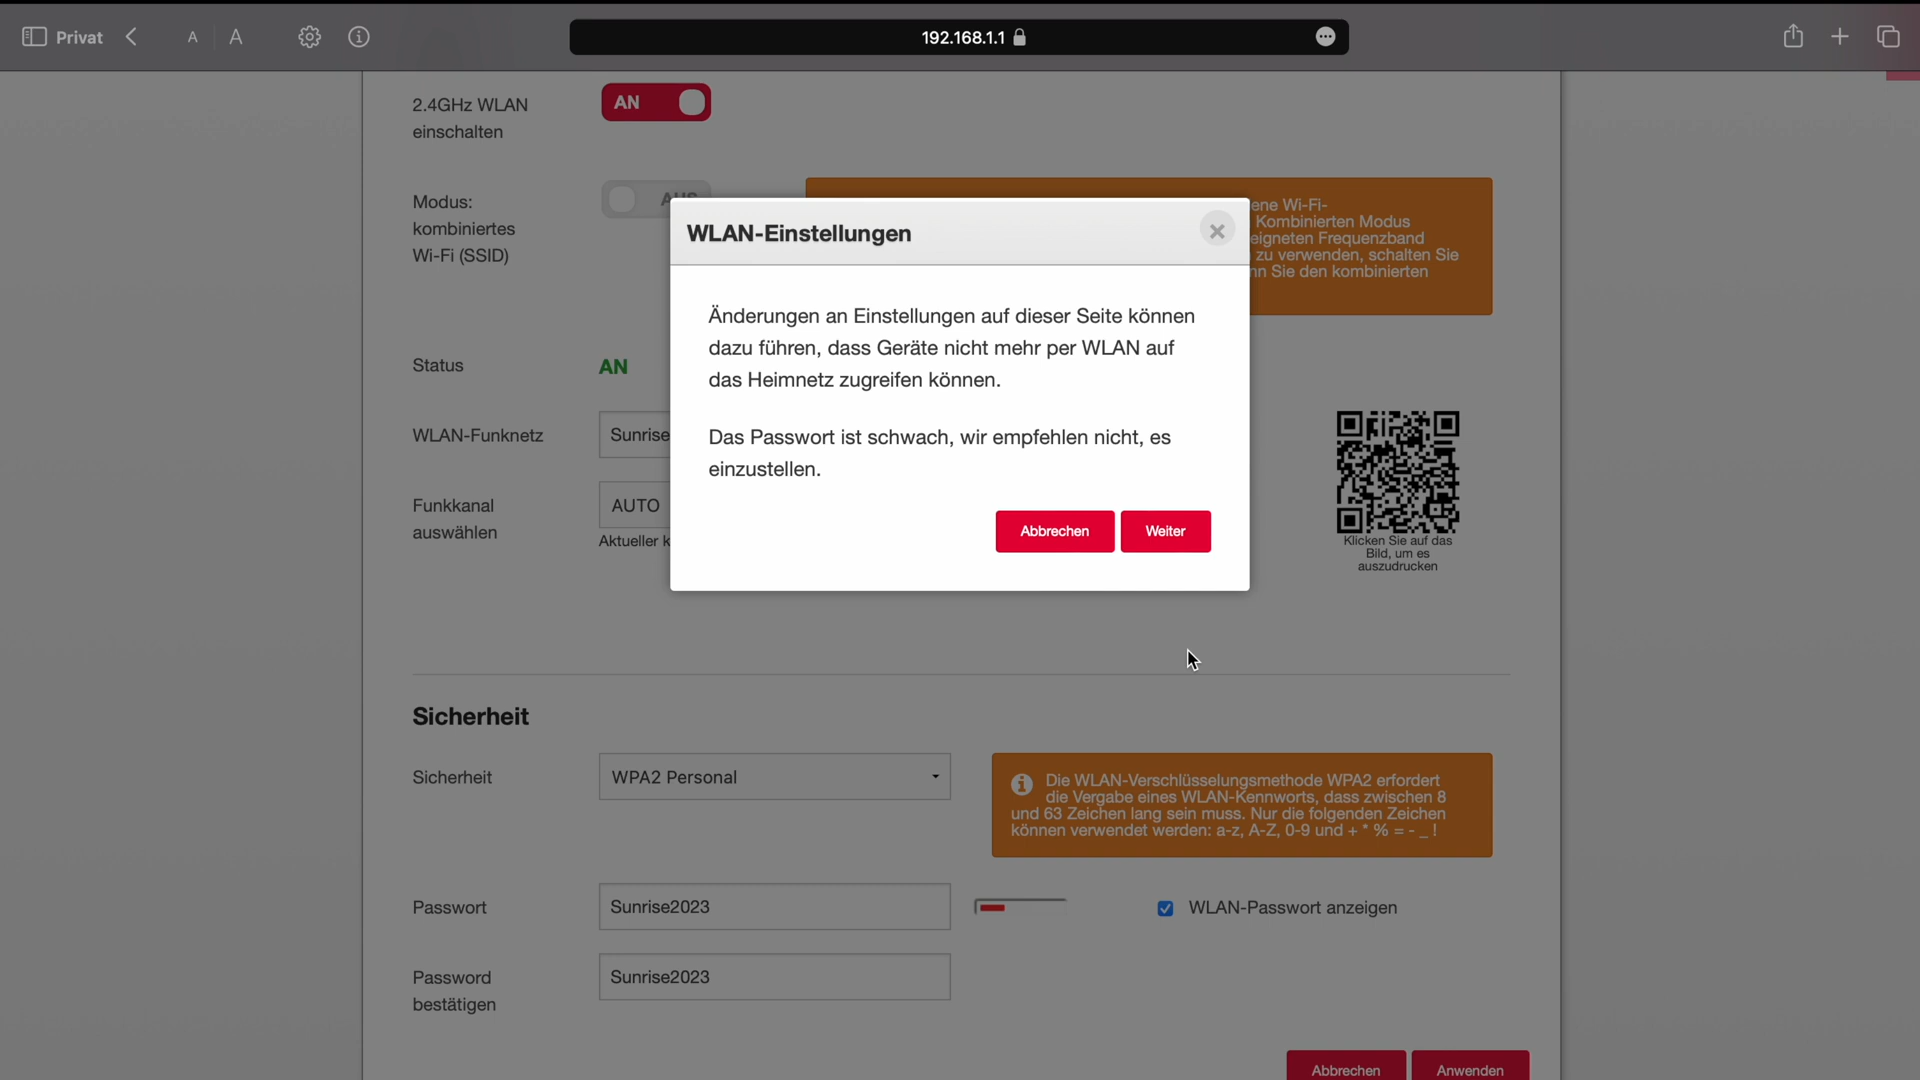 Privat
A A
192.168.1.1
2.4GHz WLAN
einschalten
AN
Modus:
kombiniertes
Wi-Fi (SSID)
AUS
ene Wi-Fi-
Kombinierten Modus
eigneten Frequenzband
zu verwenden, schalten Sie
nn Sie den kombinierten
WLAN-Einstellungen
Änderungen an Einstellungen auf dieser Seite können
dazu führen, dass Geräte nicht mehr per WLAN auf
das Heimnetz zugreifen können.
Das Passwort ist schwach, wir empfehlen nicht, es
einzustellen.
Abbrechen
Weiter
Status
AN
WLAN-Funknetz
Sunrise
Funkkanal
auswählen
AUTO
Aktueller k
Klicken Sie auf das
Bild, um es
auszudrucken
Sicherheit
Sicherheit
WPA2 Personal
Die WLAN-Verschlüsselungsmethode WPA2 erfordert
die Vergabe eines WLAN-Kennworts, dass zwischen 8
und 63 Zeichen lang sein muss. Nur die folgenden Zeichen
können verwendet werden: a-z, A-Z, 0-9 und + * % = - _ !
Passwort
Sunrise2023
WLAN-Passwort anzeigen
Password
bestätigen
Sunrise2023
Abbrechen
Anwenden